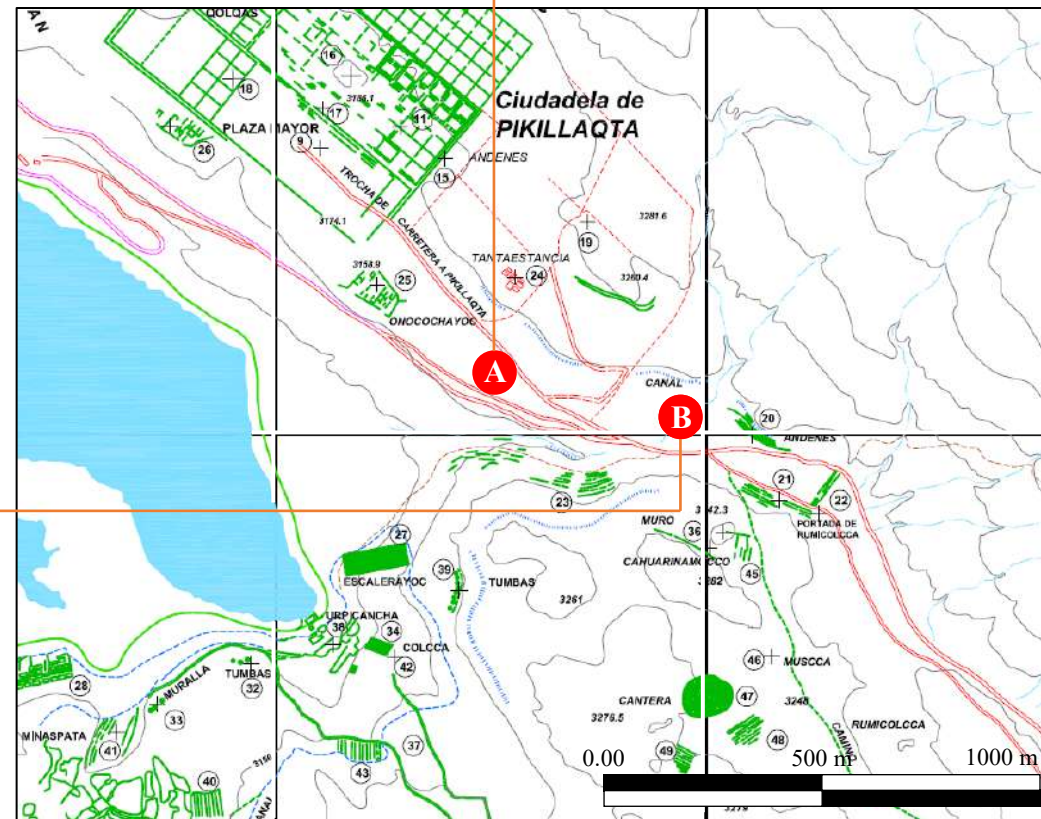 QOLQAS
16
18
3166.1
17
11
Ciudadela de
PIKILLAQTA
PLAZA MAYOR
26
9
ANDENES
15
TROCHA DE
CARRETERA A PIKILLAQTA
3174.1
19
3281.6
TANTAESTANCIA
24
3260.4
3158.9
25
ONOCOCHAYOC
A
CANAL
B
20
ANDENES
23
21
22
MURO
36
PORTADA DE
RUMICOLCCA
27
CAHUARINAMOCCO
45
39
TUMBAS
ESCALERAYOC
3261
URPICANCHA
38
34
COLCCA
42
46
MUSCCA
TUMBAS
32
28
MURALLA
33
CANTERA
47
3248
3276.5
RUMICOLCCA
MINASPATA
41
37
48
CAMINO
43
49
40
0.00
500 m
1000 m